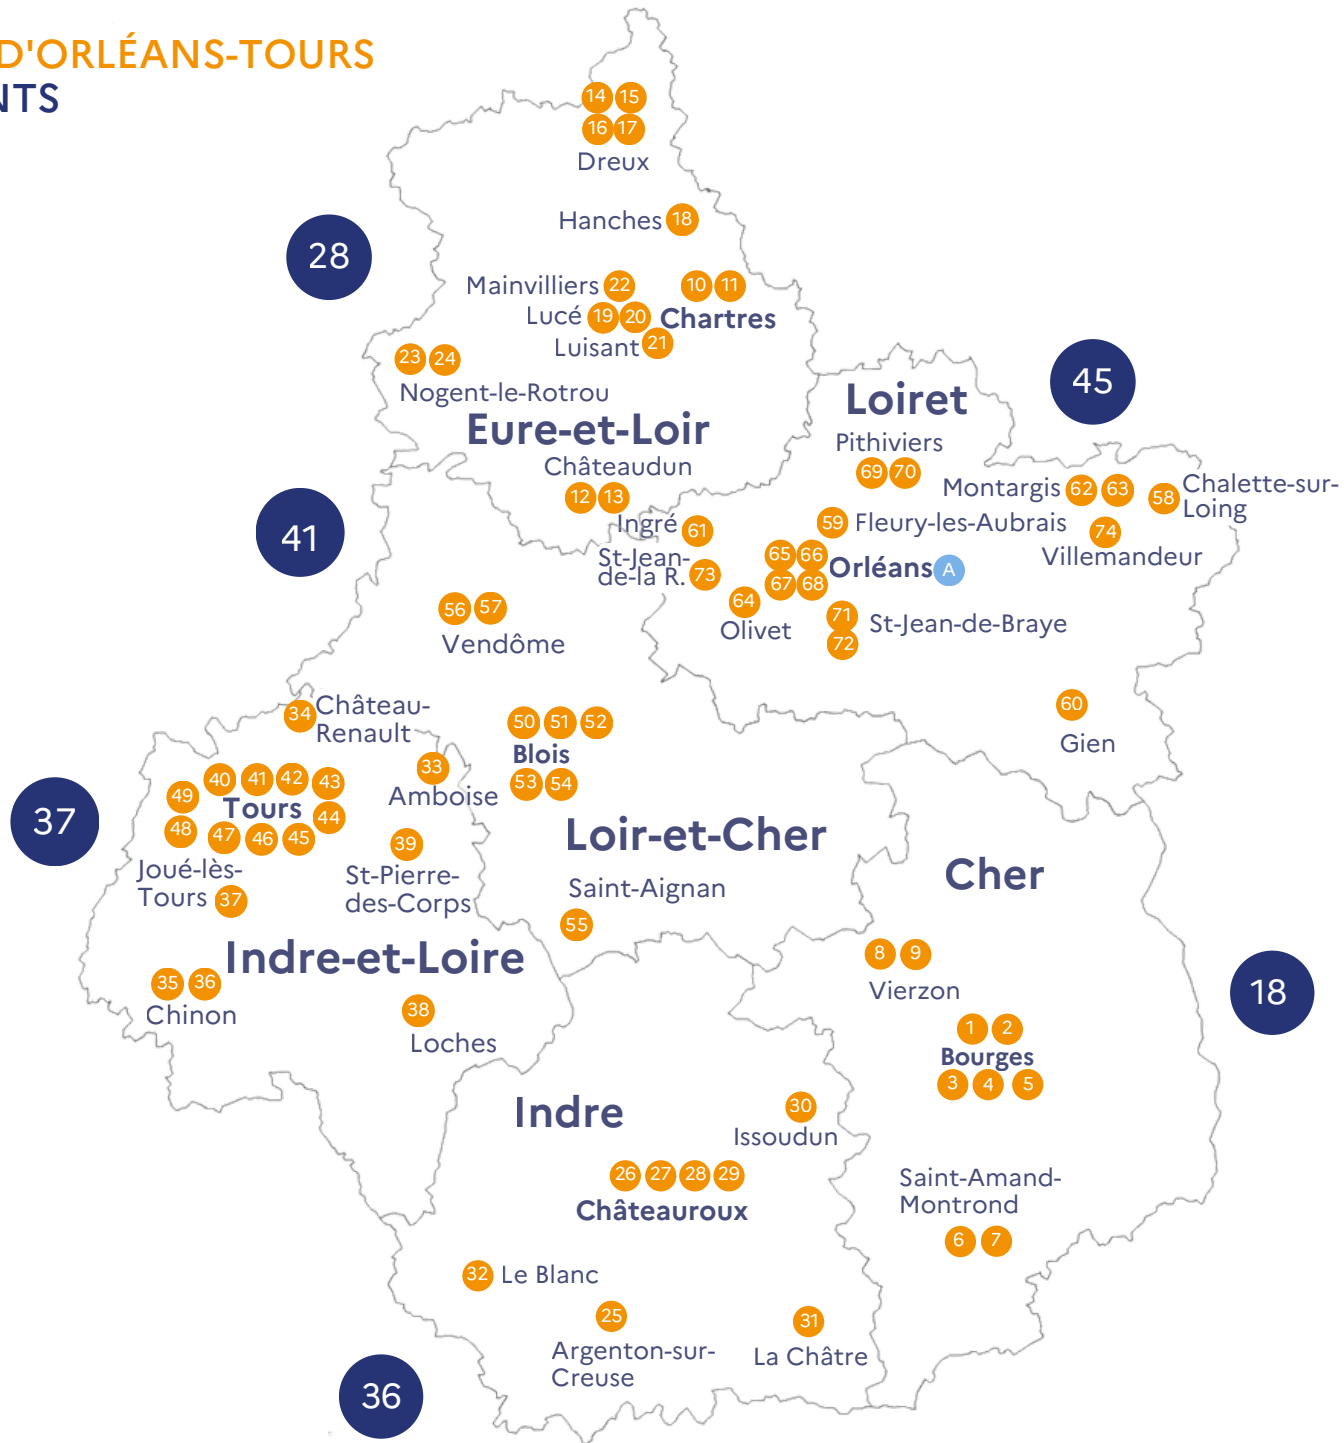 D'ORLÉANS-TOURS
NTS
14 15
16 17
Dreux
Hanches 18
28
Mainvilliers 22
10 11
Lucé 19 20 Chartres
Luisant 21
23 24
Nogent-le-Rotrou
45
Loiret
Eure-et-Loir
Pithiviers
69 70
Châteaudun
12 13
Montargis 62 63
58 Chalette-sur-
Loing
41
Ingré 61
59 Fleury-les-Aubrais
74
Villemandeur
St-Jean-
de-la R. 73
65 66
67 68
Orléans A
64
Olivet
71
72
St-Jean-de-Braye
56 57
Vendôme
60
Gien
34 Château-
Renault
50 51 52
Blois
53 54
33
Amboise
37
49 40 41 42 43
Tours
48 47 46 45 44
Joué-lès-
Tours 37
39
St-Pierre-
des-Corps
Loir-et-Cher
Saint-Aignan
55
Cher
Indre-et-Loire
35 36
Chinon
38
Loches
8 9
Vierzon
18
1 2
Bourges
3 4 5
Indre
30
Issoudun
26 27 28 29
Châteauroux
Saint-Amand-
Montrond
6 7
32 Le Blanc
25
Argenton-sur-
Creuse
31
La Châtre
36